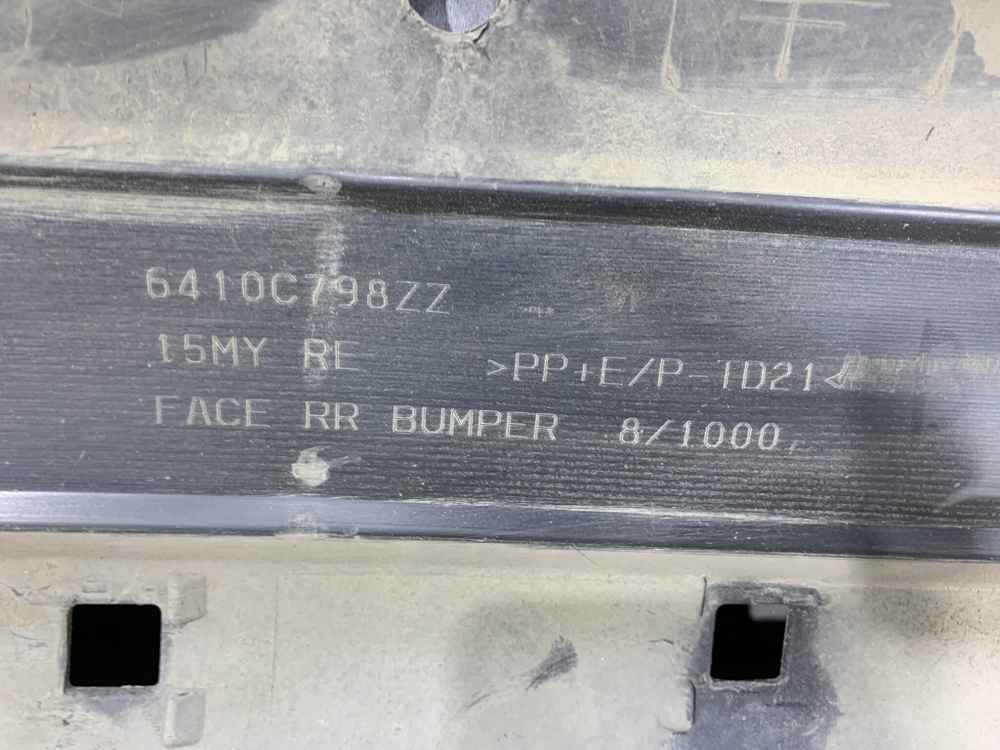 6410C798ZZ
15MY RE >PP+E/P-TD21<
FACE RR BUMPER 8/1000